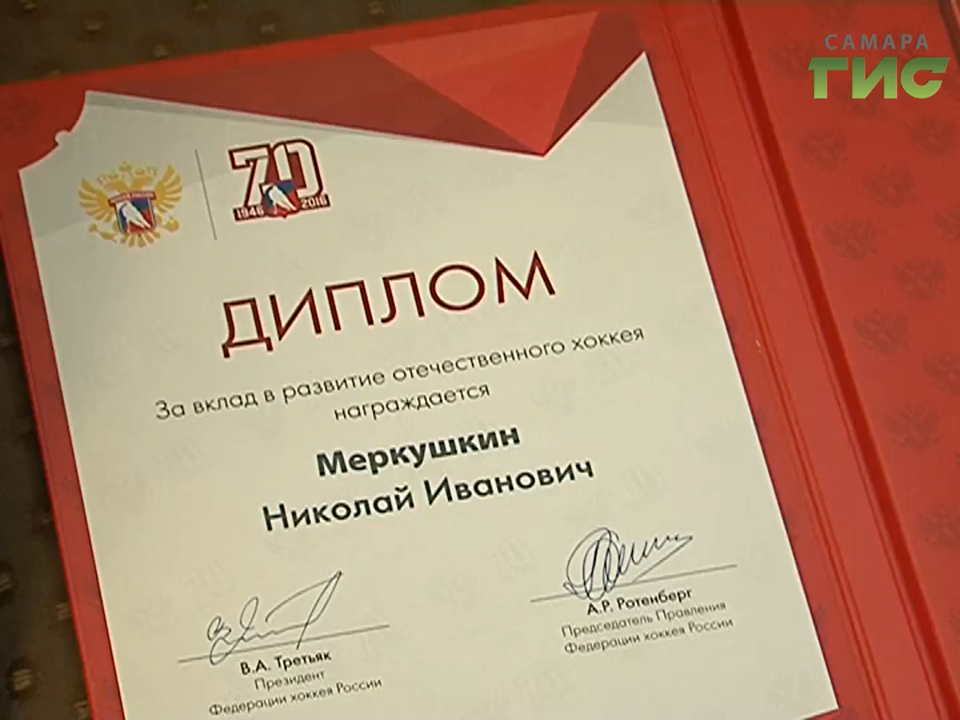 САМАРА
ГИС
70
1946 2016
ДИПЛОМ
За вклад в развитие отечественного хоккея
награждается
Меркушкин
Николай Иванович
В.А. Третьяк
Президент
Федерации хоккея России
А.Р. Ротенберг
Председатель Правления
Федерации хоккея России